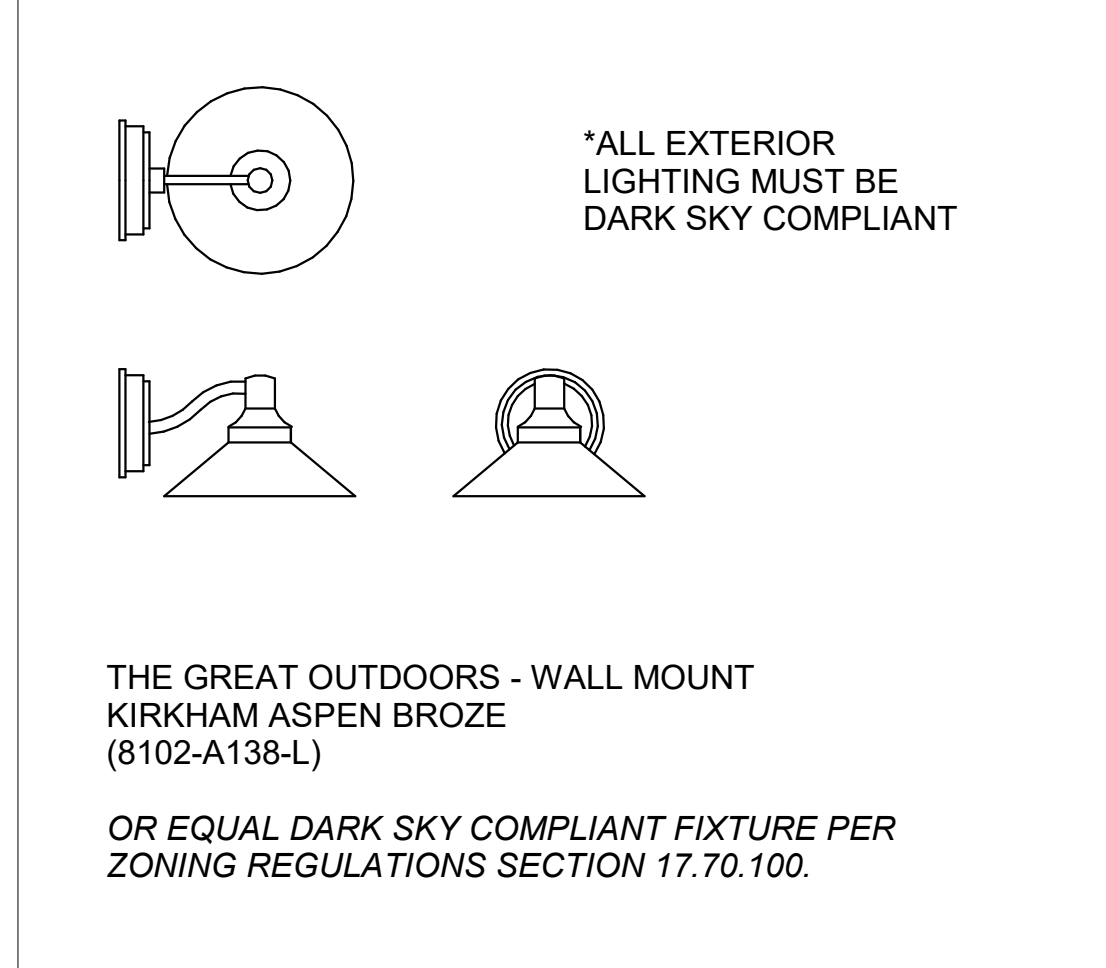 *ALL EXTERIOR
LIGHTING MUST BE
DARK SKY COMPLIANT
THE GREAT OUTDOORS - WALL MOUNT
KIRKHAM ASPEN BROZE
(8102-A138-L)
OR EQUAL DARK SKY COMPLIANT FIXTURE PER
ZONING REGULATIONS SECTION 17.70.100.